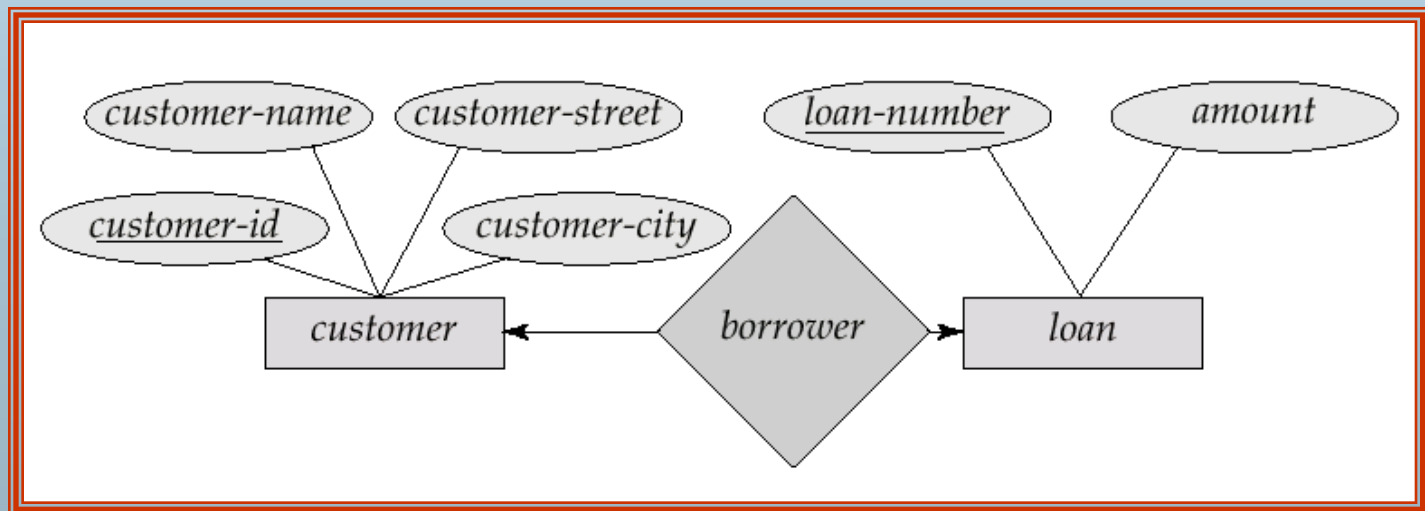 customer-name customer-street loan-number amount
customer-id customer-city
customer borrower loan